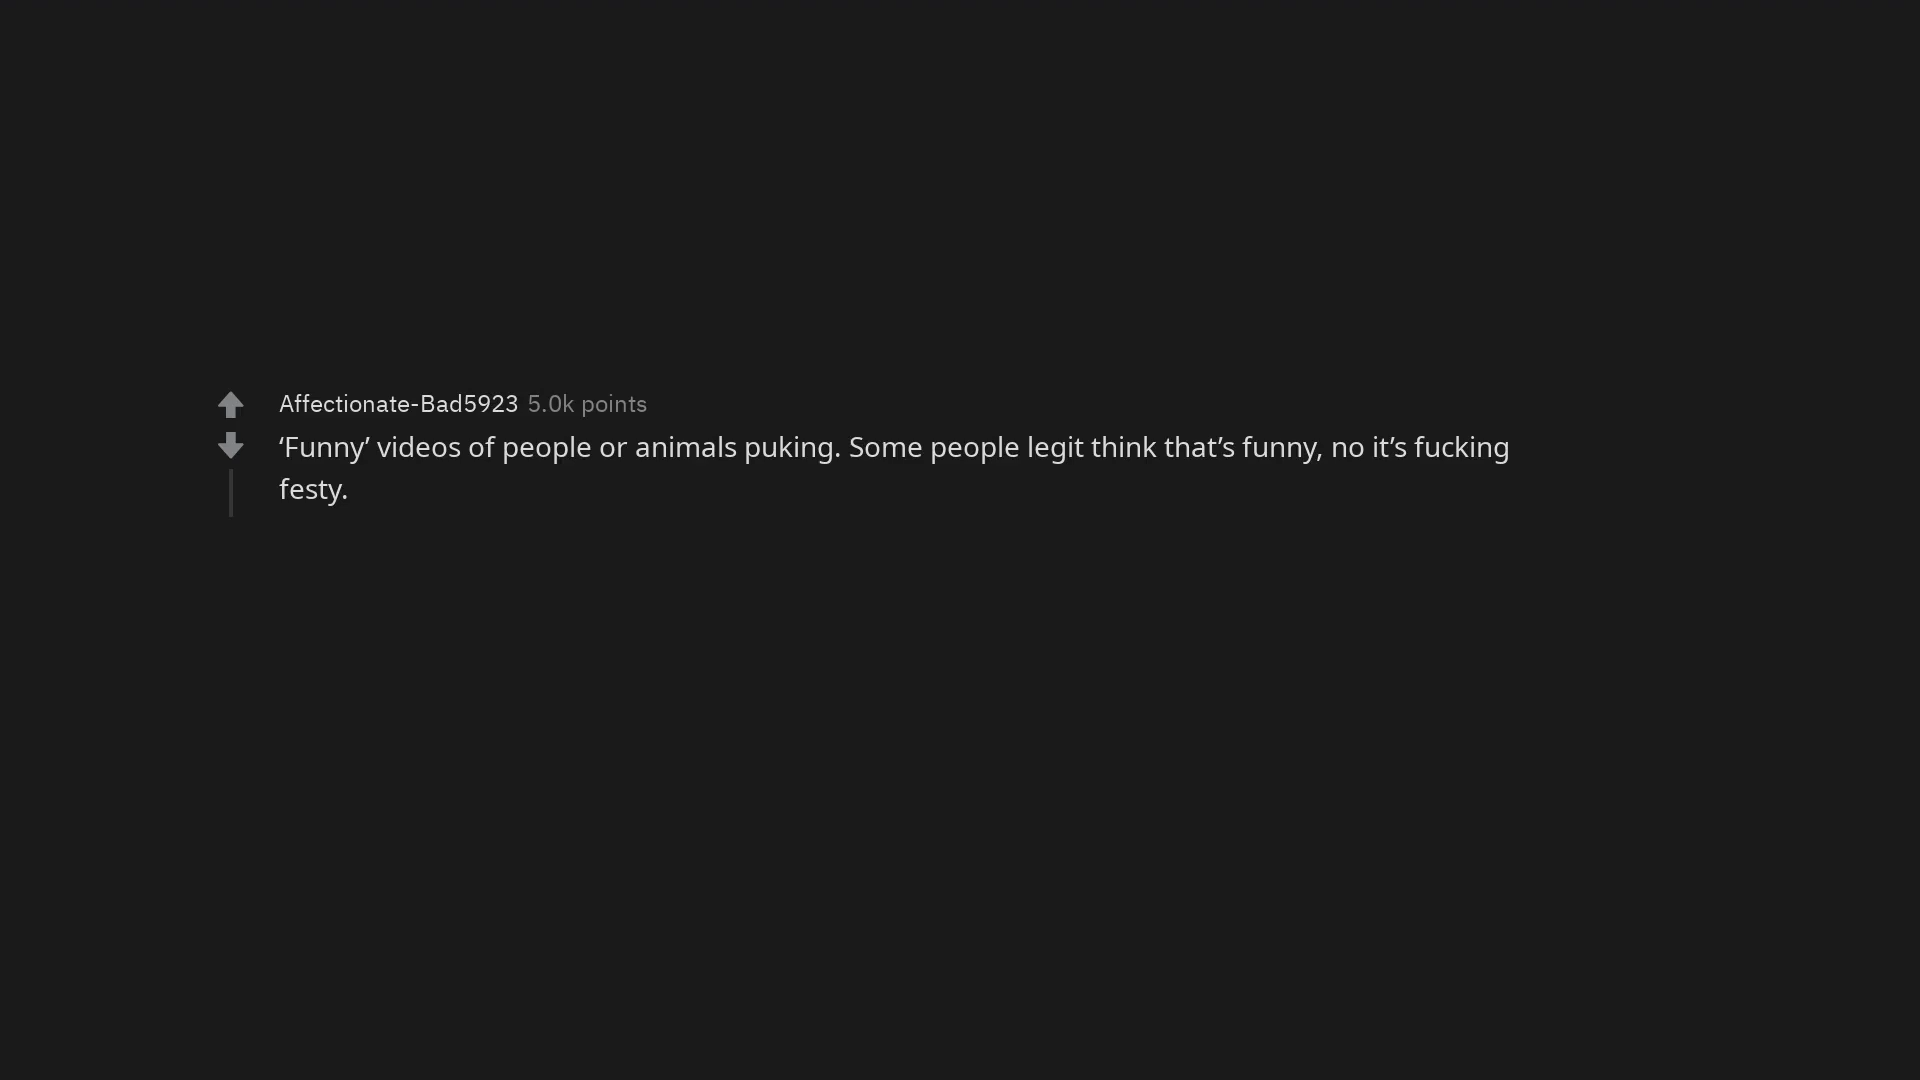 Affectionate-Bad5923 5.0k points
‘Funny’ videos of people or animals puking. Some people legit think that’s funny, no it’s fucking
festy.